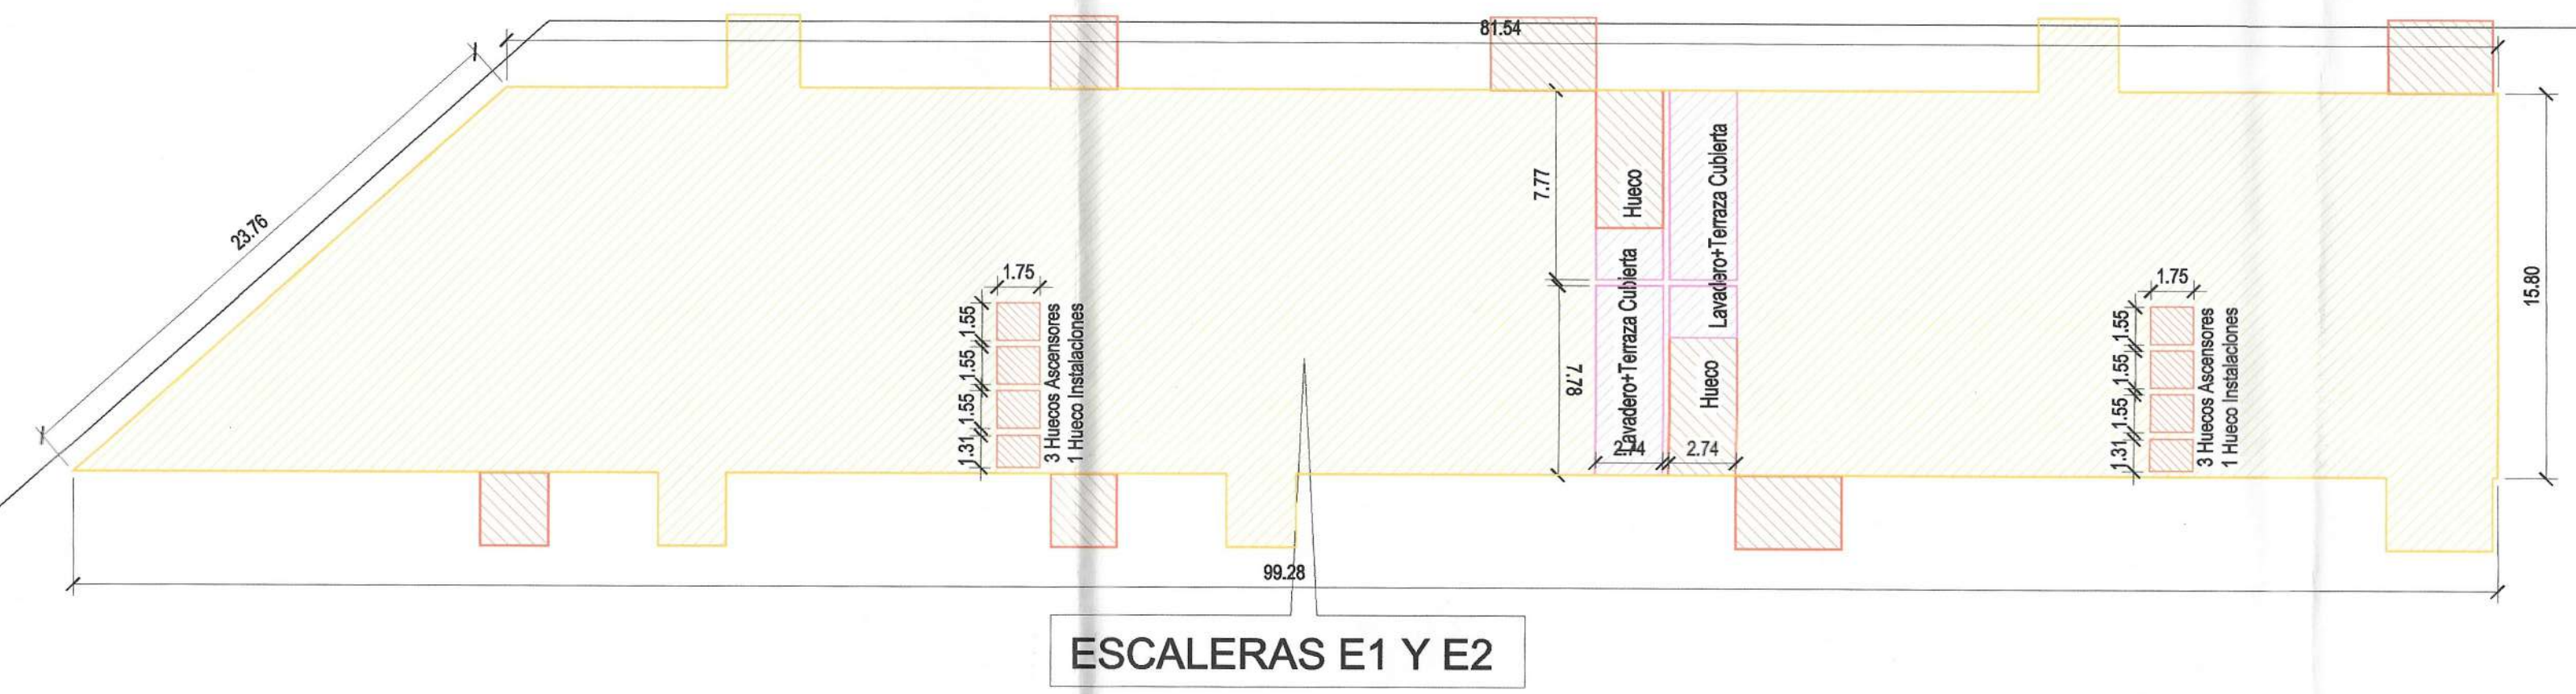 81.54
23.76
7.77
Hueco
Lavadero+Terraza Cubierta
Lavadero+Terraza Cubierta
Hueco
7.78
2.74
2.74
1.75
1.55
1.55
1.55
1.31
3 Huecos Ascensores
1 Hueco Instalaciones
1.75
1.55
1.55
1.55
1.31
3 Huecos Ascensores
1 Hueco Instalaciones
15.80
99.28
ESCALERAS E1 Y E2